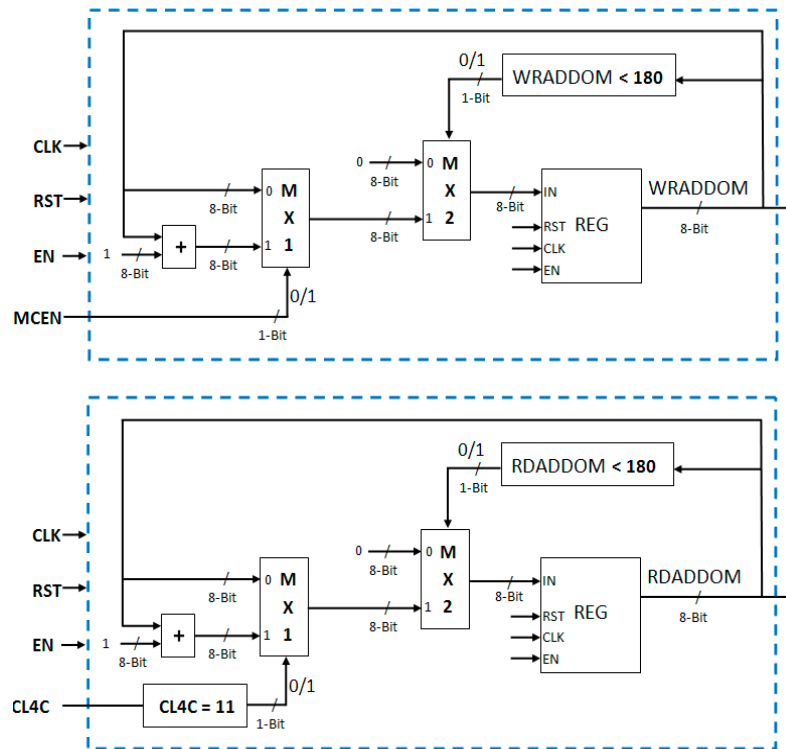 0/1
1-Bit
WRADDOM < 180
CLK
RST
EN
MCEN
0
8-Bit
0
8-Bit
M
X
1
1
1
8-Bit
+
8-Bit
8-Bit
0
M
X
2
1
8-Bit
IN
RST
CLK
EN
REG
WRADDOM
8-Bit
0/1
1-Bit
0/1
1-Bit
RDADDOM < 180
CLK
RST
EN
CL4C
0
8-Bit
0
8-Bit
M
X
1
1
1
8-Bit
+
8-Bit
8-Bit
0
M
X
2
1
8-Bit
IN
RST
CLK
EN
REG
RDADDOM
8-Bit
CL4C = 11
0/1
1-Bit